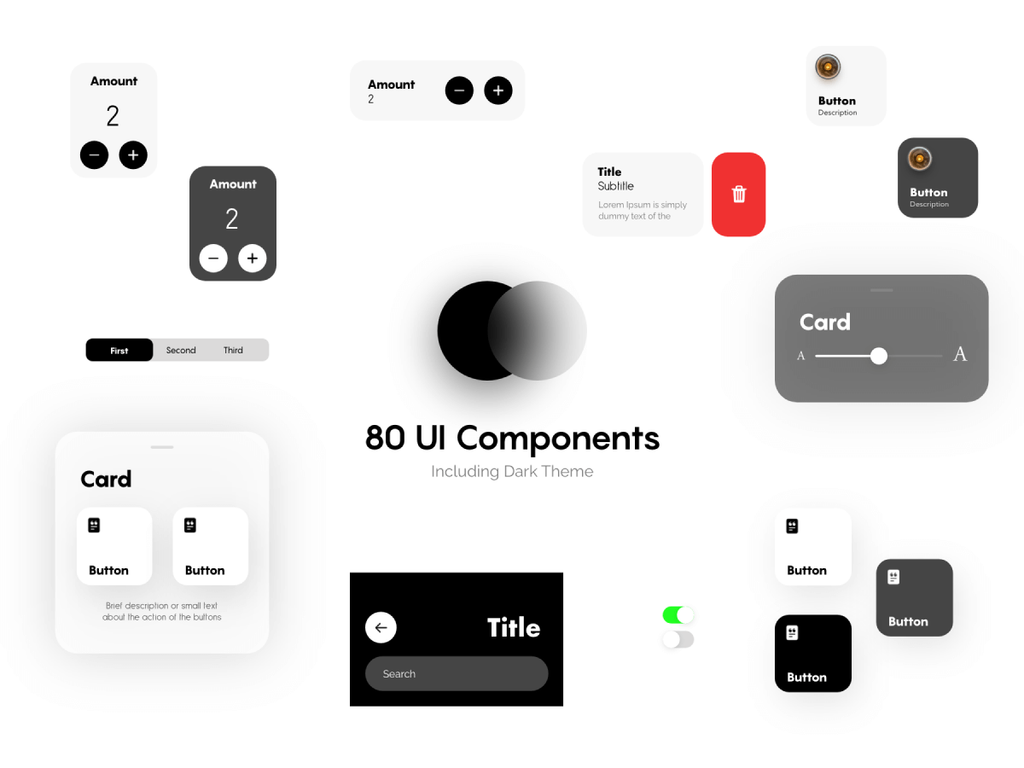 Amount
2
Amount
2
Amount
2
Button
Description
Title
Subtitle
Lorem Ipsum is simply
dummy text of the
Button
Description
First Second Third
Card
A A
80 UI Components
Including Dark Theme
Card
Button Button
Brief description or small text
about the action of the buttons
Title
Search
Button
Button
Button